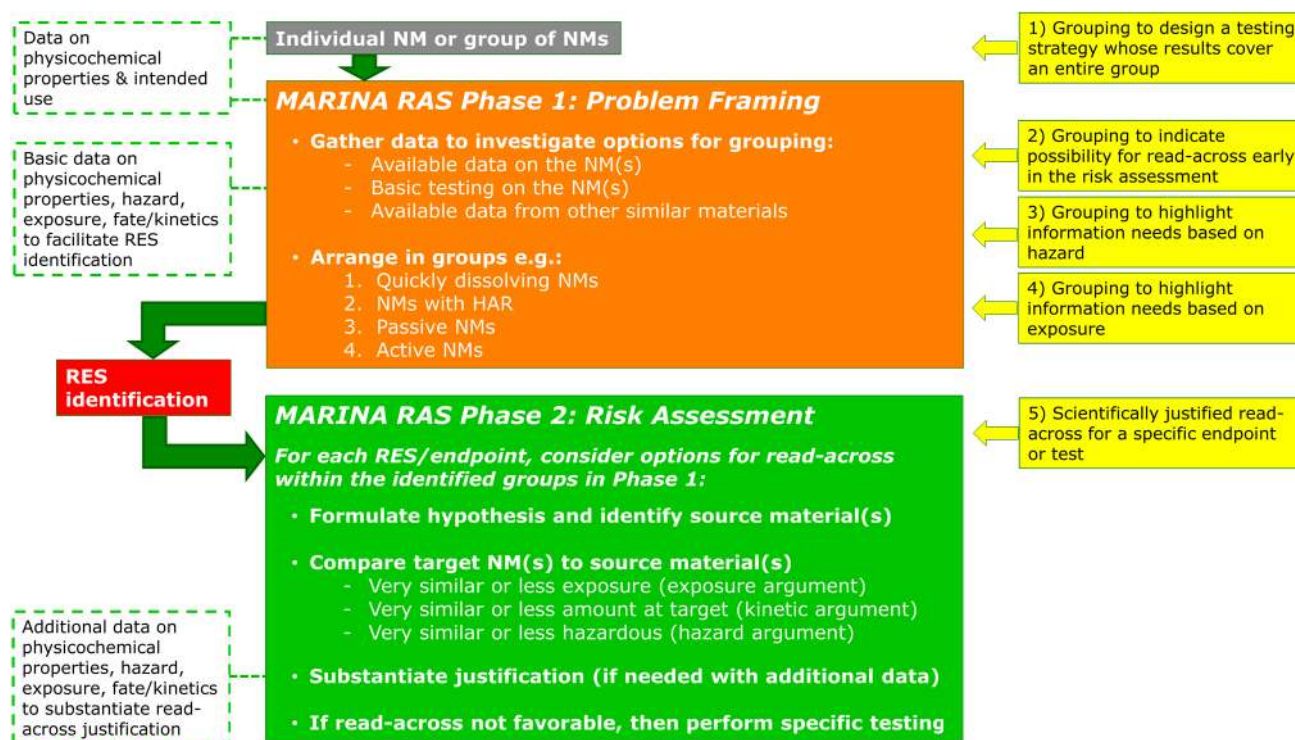 Data on
physicochemical
properties & intended
use
Individual NM or group of NMs
1) Grouping to design a testing
strategy whose results cover
an entire group
MARINA RAS Phase 1: Problem Framing
• Gather data to investigate options for grouping:
- Available data on the NM(s)
- Basic testing on the NM(s)
- Available data from other similar materials
• Arrange in groups e.g.:
1. Quickly dissolving NMs
2. NMs with HAR
3. Passive NMs
4. Active NMs
Basic data on
physicochemical
properties, hazard,
exposure, fate/kinetics
to facilitate RES
identification
2) Grouping to indicate
possibility for read-across early
in the risk assessment
3) Grouping to highlight
information needs based on
hazard
4) Grouping to highlight
information needs based on
exposure
RES
identification
MARINA RAS Phase 2: Risk Assessment
For each RES/endpoint, consider options for read-across
within the identified groups in Phase 1:
• Formulate hypothesis and identify source material(s)
• Compare target NM(s) to source material(s)
- Very similar or less exposure (exposure argument)
- Very similar or less amount at target (kinetic argument)
- Very similar or less hazardous (hazard argument)
• Substantiate justification (if needed with additional data)
• If read-across not favorable, then perform specific testing
5) Scientifically justified read-
across for a specific endpoint
or test
Additional data on
physicochemical
properties, hazard,
exposure, fate/kinetics
to substantiate read-
across justification